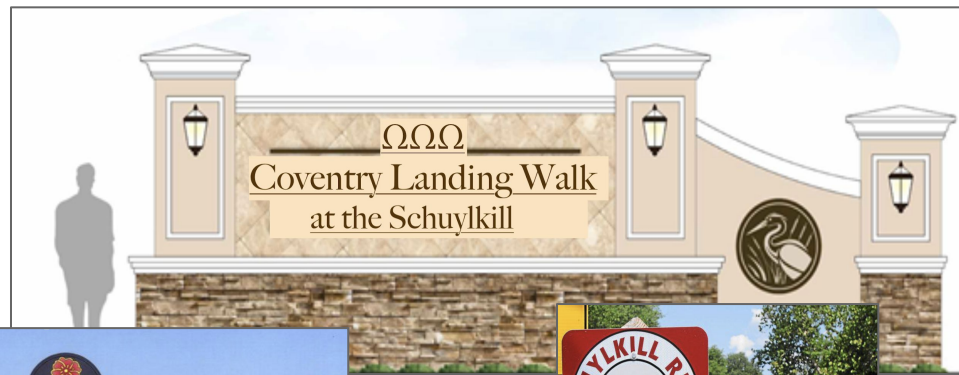 ΩΩΩ
Coventry Landing Walk
at the Schuylkill